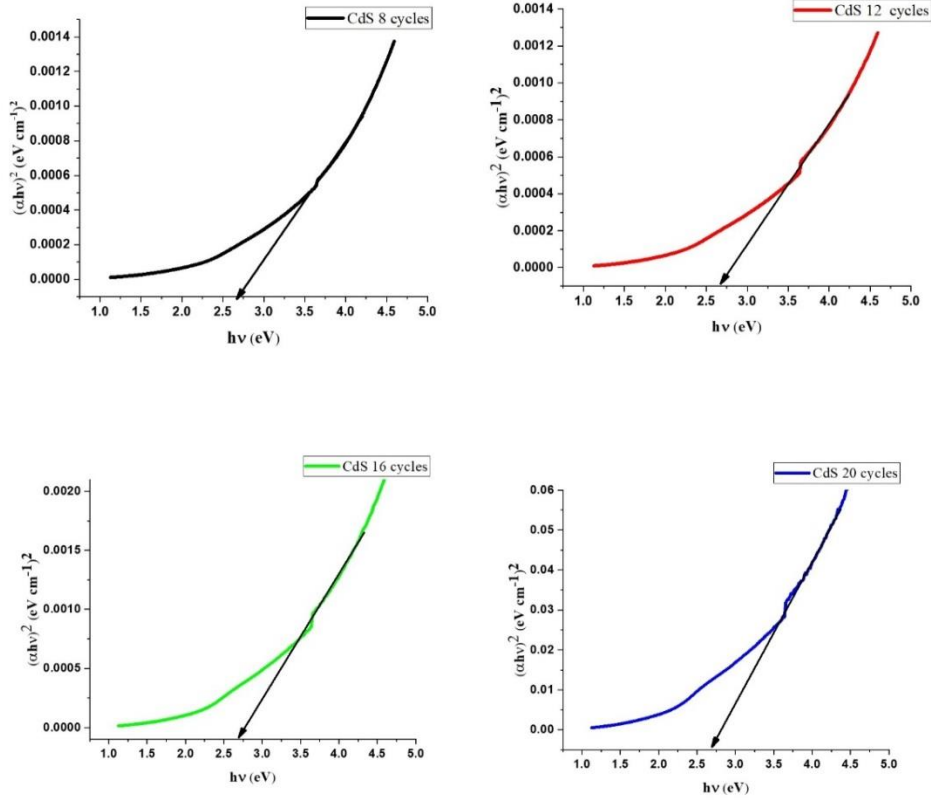 CdS 8 cycles
0.0014
0.0012
0.0010
0.0008
0.0006
0.0004
0.0002
0.0000
(αhν)² (eV cm⁻¹)²
1.0 1.5 2.0 2.5 3.0 3.5 4.0 4.5 5.0
hν (eV)
CdS 12 cycles
0.0014
0.0012
0.0010
0.0008
0.0006
0.0004
0.0002
0.0000
(αhν)² (eV cm⁻¹)2
1.0 1.5 2.0 2.5 3.0 3.5 4.0 4.5 5.0
hν (eV)
CdS 16 cycles
0.0020
0.0015
0.0010
0.0005
0.0000
(αhν)² (eV cm⁻¹)2
1.0 1.5 2.0 2.5 3.0 3.5 4.0 4.5 5.0
hν (eV)
CdS 20 cycles
0.06
0.05
0.04
0.03
0.02
0.01
0.00
(αhν)² (eV cm⁻¹)2
1.0 1.5 2.0 2.5 3.0 3.5 4.0 4.5 5.0
hν (eV)